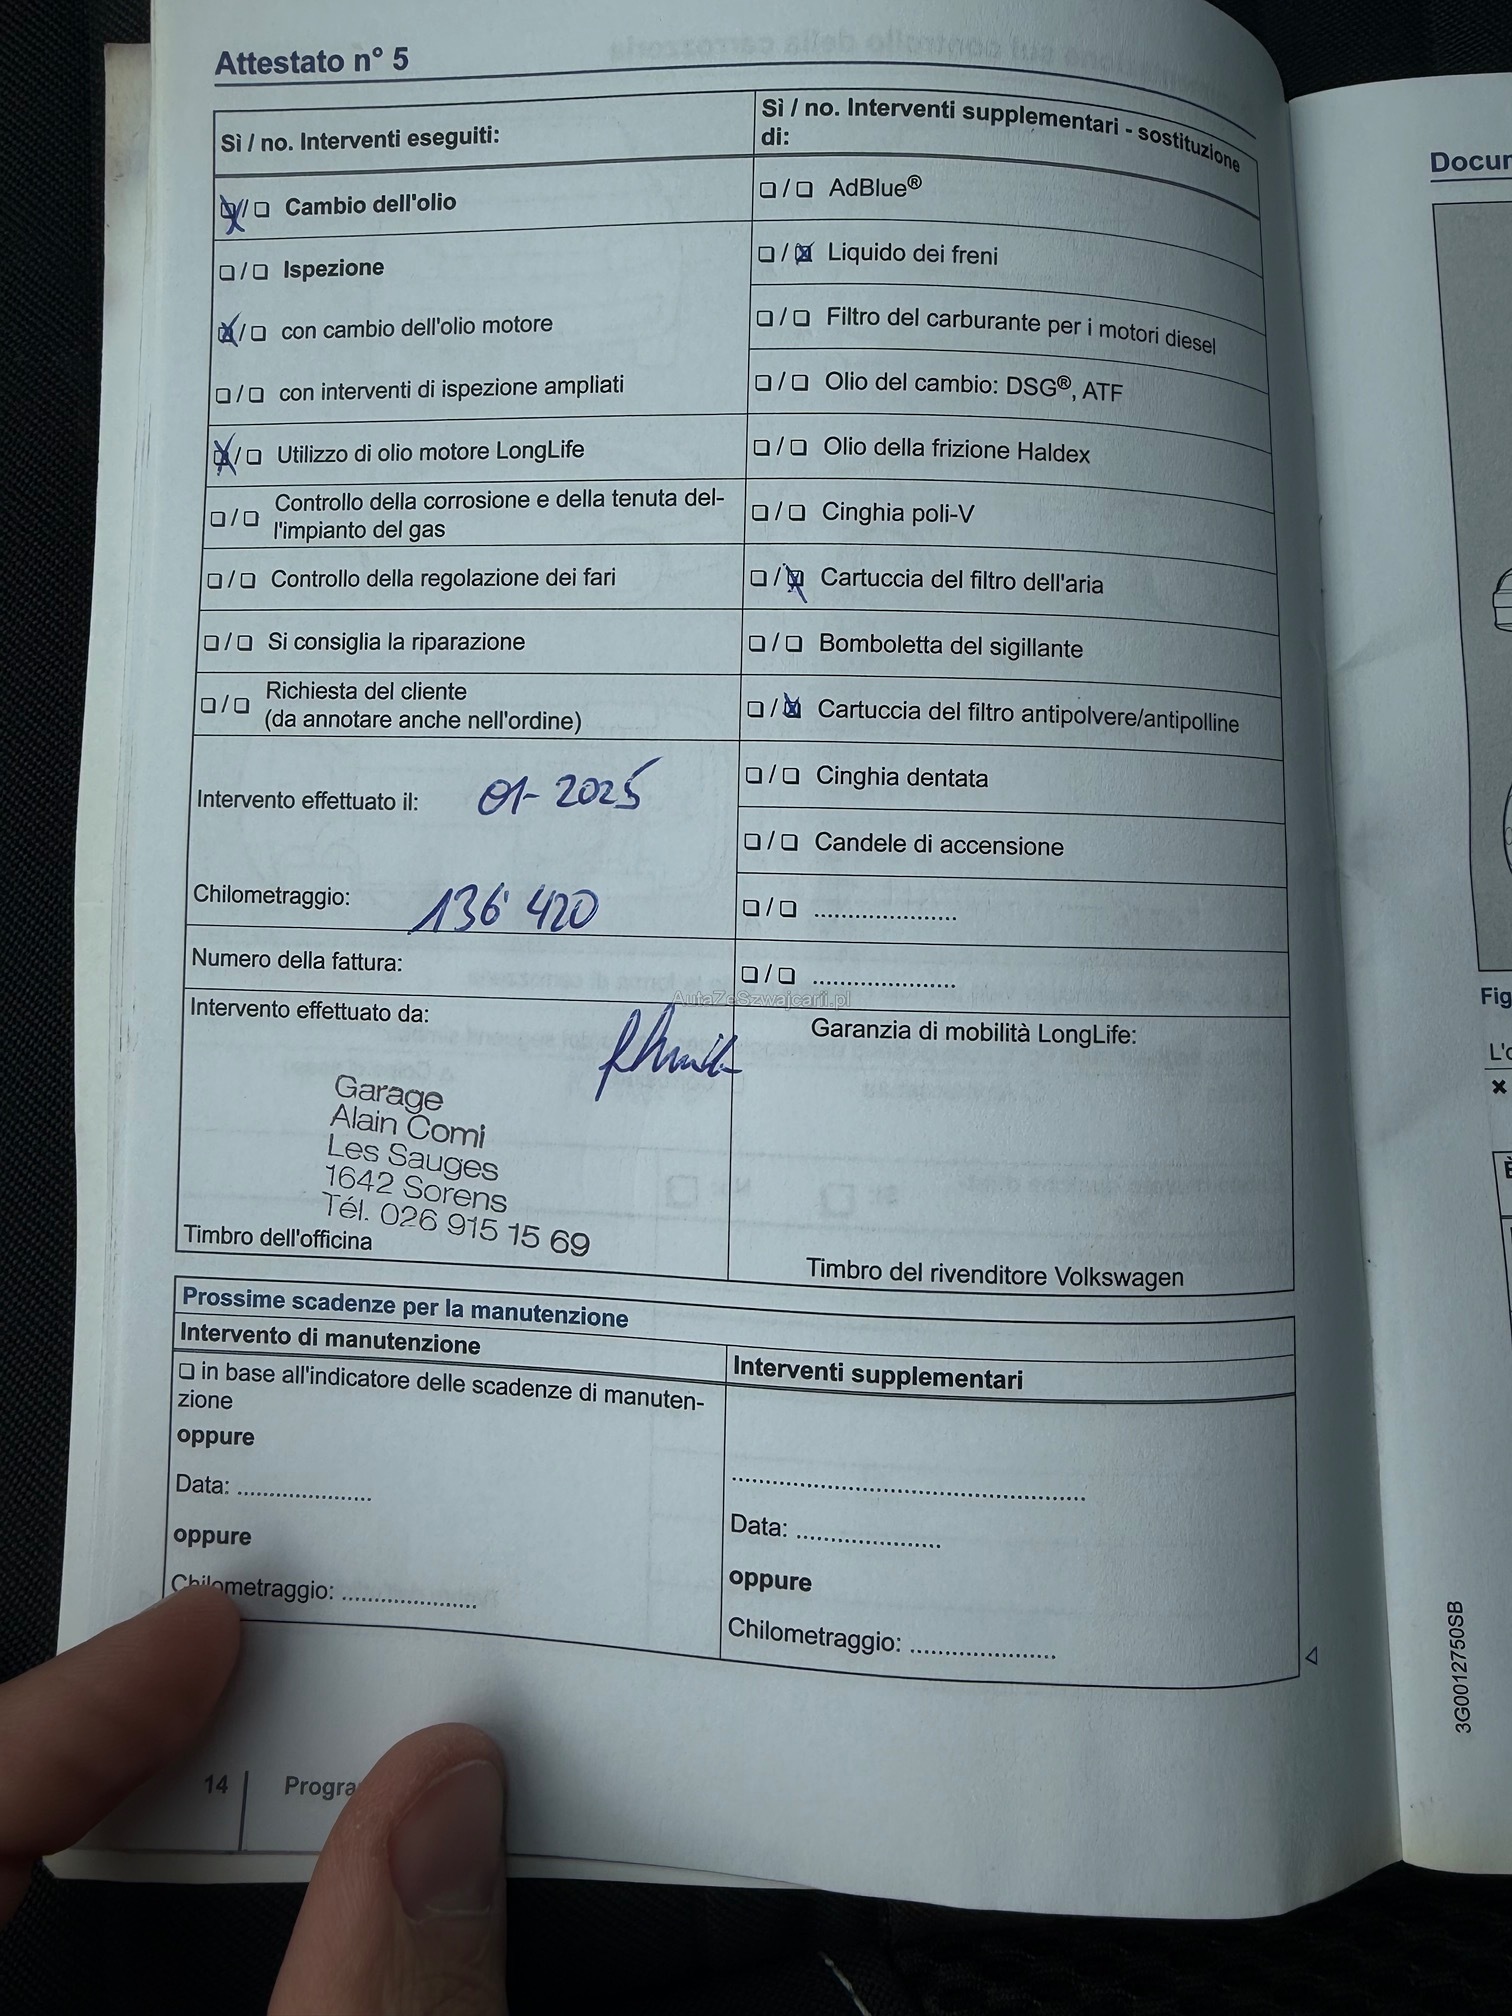 Attestato n° 5
Sì / no. Interventi eseguiti:
Sì / no. Interventi supplementari - sostituzione
di:
☒/☐ Cambio dell'olio
☐/☐ Ispezione
☒/☐ con cambio dell'olio motore
☐/☐ con interventi di ispezione ampliati
☒/☐ Utilizzo di olio motore LongLife
☐/☐ Controllo della corrosione e della tenuta del-
l'impianto del gas
☐/☐ Controllo della regolazione dei fari
☐/☐ Si consiglia la riparazione
☐/☐ Richiesta del cliente
(da annotare anche nell'ordine)
Intervento effettuato il: 01-2025
Chilometraggio: 136'420
Numero della fattura:
Intervento effettuato da:
Garage
Alain Comi
Les Sauges
1642 Sorens
Tél. 026 915 15 69
Timbro dell'officina
☐/☐ AdBlue®
☐/☒ Liquido dei freni
☐/☐ Filtro del carburante per i motori diesel
☐/☐ Olio del cambio: DSG®, ATF
☐/☐ Olio della frizione Haldex
☐/☐ Cinghia poli-V
☐/☒ Cartuccia del filtro dell'aria
☐/☐ Bomboletta del sigillante
☐/☒ Cartuccia del filtro antipolvere/antipolline
☐/☐ Cinghia dentata
☐/☐ Candele di accensione
☐/☐ .....................
☐/☐ .....................
AutaZeSzwajcarii.pl
Garanzia di mobilità LongLife:
Timbro del rivenditore Volkswagen
Prossime scadenze per la manutenzione
Intervento di manutenzione
☐ in base all'indicatore delle scadenze di manuten-
zione
oppure
Data: ....................
oppure
Chilometraggio: ....................
Interventi supplementari
....................................................
Data: .....................
oppure
Chilometraggio: .....................
14
Docur
Fig
3G0012750SB